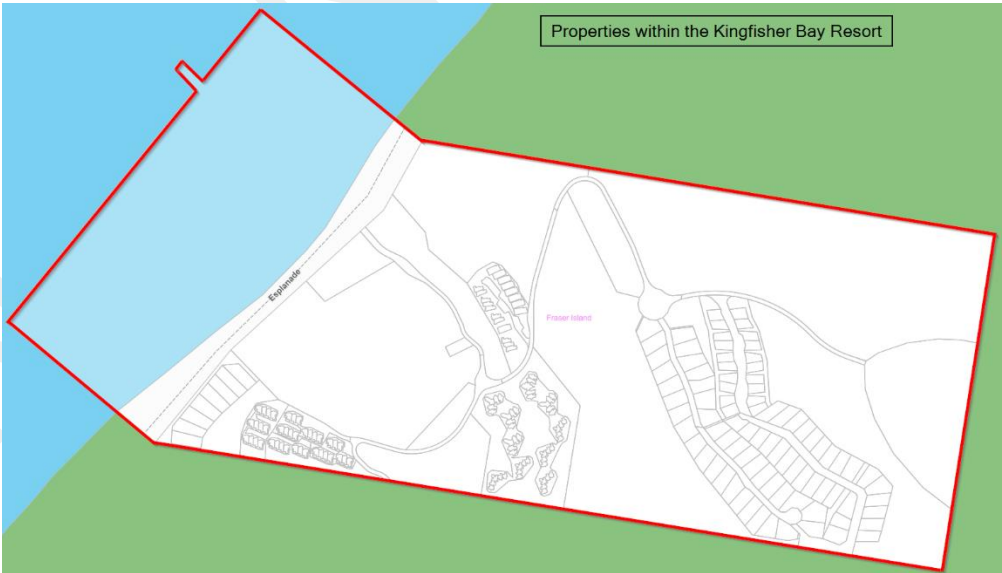 Properties within the Kingfisher Bay Resort
Esplanade
Fraser Island